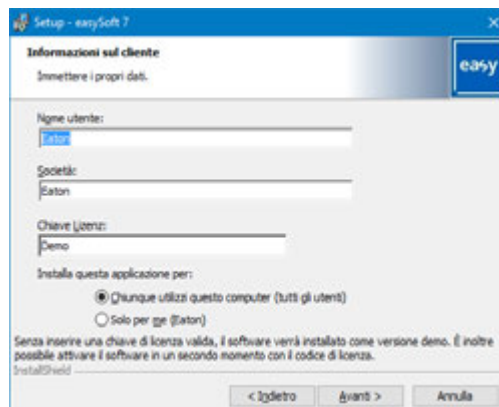 Setup - easySoft 7
Informazioni sul cliente
Immettere i propri dati.
easy
Nome utente:
Eaton
Società:
Eaton
Chiave Lizenz:
Demo
Installa questa applicazione per:
Chiunque utilizzi questo computer (tutti gli utenti)
Solo per me (Eaton)
Senza inserire una chiave di licenza valida, il software verrà installato come versione demo. È inoltre
possibile attivare il software in un secondo momento con il codice di licenza.
InstallShield
< Indietro
Avanti >
Annulla